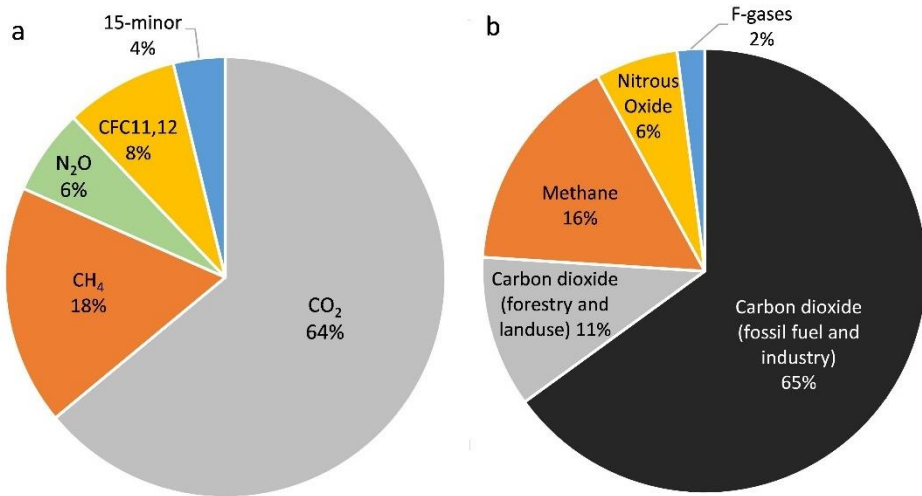 a
15-minor
4%
CFC11,12
8%
N₂O
6%
CH₄
18%
CO₂
64%
b
F-gases
2%
Nitrous
Oxide
6%
Methane
16%
Carbon dioxide
(forestry and
landuse) 11%
Carbon dioxide
(fossil fuel and
industry)
65%